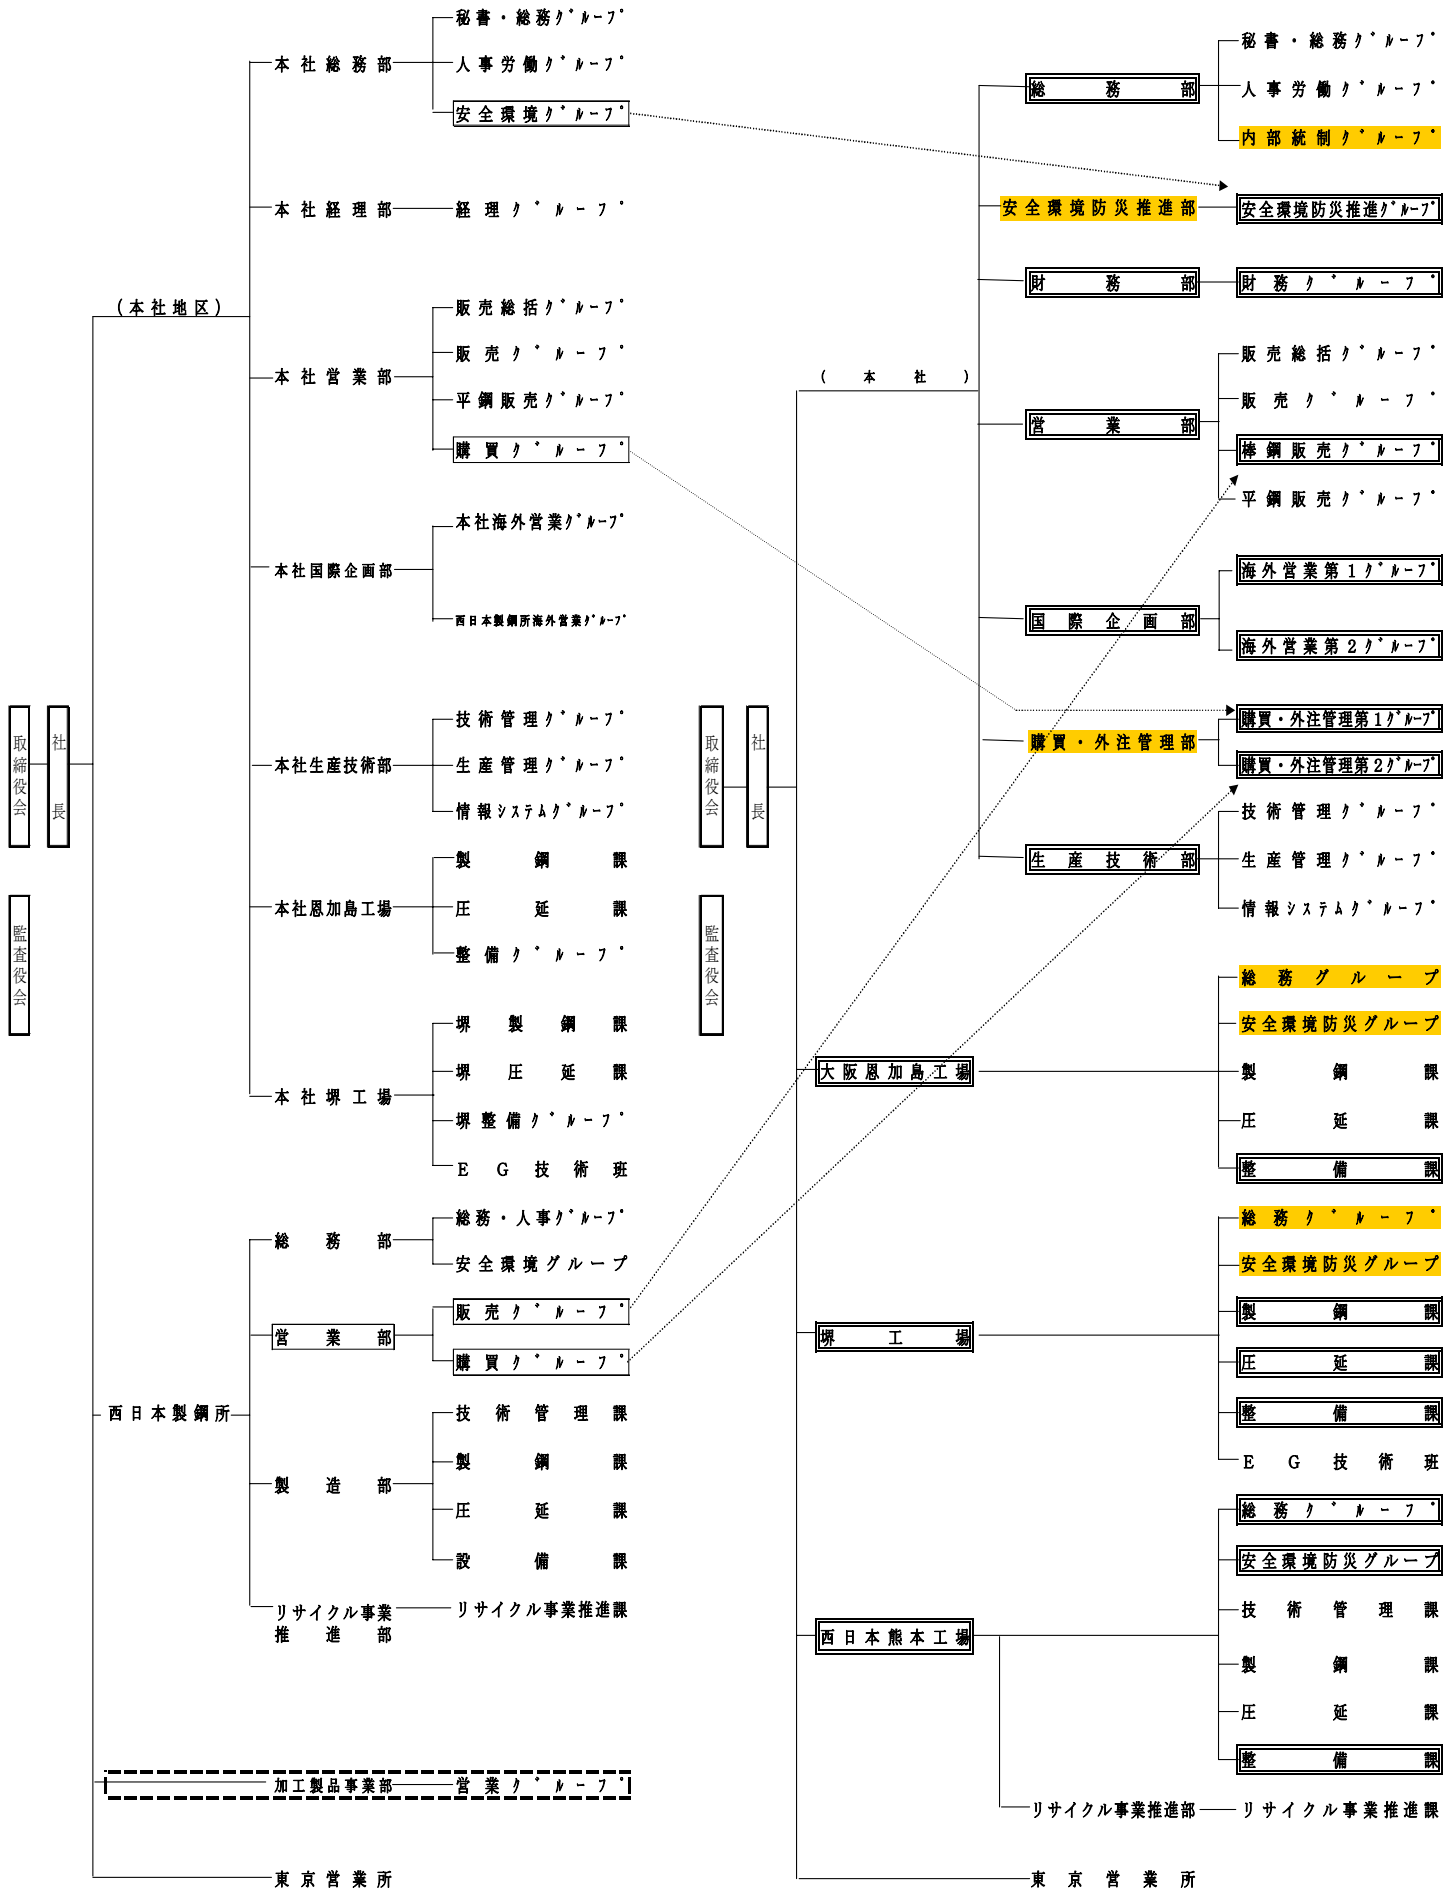 秘書・総務グループ
本社総務部
人事労働グループ
安全環境グループ
本社経理部
経理グループ
(本社地区)
販売総括グループ
販売グループ
本社営業部
平鋼販売グループ
購買グループ
本社海外営業グループ
本社国際企画部
西日本製鋼所海外営業グループ
技術管理グループ
本社生産技術部
生産管理グループ
情報システムグループ
取締役会
社長
監査役会
製鋼課
本社恩加島工場
圧延課
整備グループ
堺製鋼課
堺圧延課
本社堺工場
堺整備グループ
EG技術班
総務・人事グループ
総務部
安全環境グループ
販売グループ
営業部
購買グループ
西日本製鋼所
技術管理課
製鋼課
製造部
圧延課
設備課
リサイクル事業
推進部
リサイクル事業推進課
加工製品事業部
営業グループ
東京営業所
秘書・総務グループ
総務部
人事労働グループ
内部統制グループ
安全環境防災推進部
安全環境防災推進グループ
財務部
財務グループ
(本社)
販売総括グループ
販売グループ
営業部
棒鋼販売グループ
平鋼販売グループ
海外営業第1グループ
国際企画部
海外営業第2グループ
購買・外注管理第1グループ
購買・外注管理部
購買・外注管理第2グループ
技術管理グループ
生産技術部
生産管理グループ
情報システムグループ
取締役会
社長
監査役会
総務グループ
安全環境防災グループ
大阪恩加島工場
製鋼課
圧延課
整備課
総務グループ
安全環境防災グループ
製鋼課
堺工場
圧延課
整備課
EG技術班
総務グループ
安全環境防災グループ
技術管理課
西日本熊本工場
製鋼課
圧延課
整備課
リサイクル事業推進部
リサイクル事業推進課
東京営業所